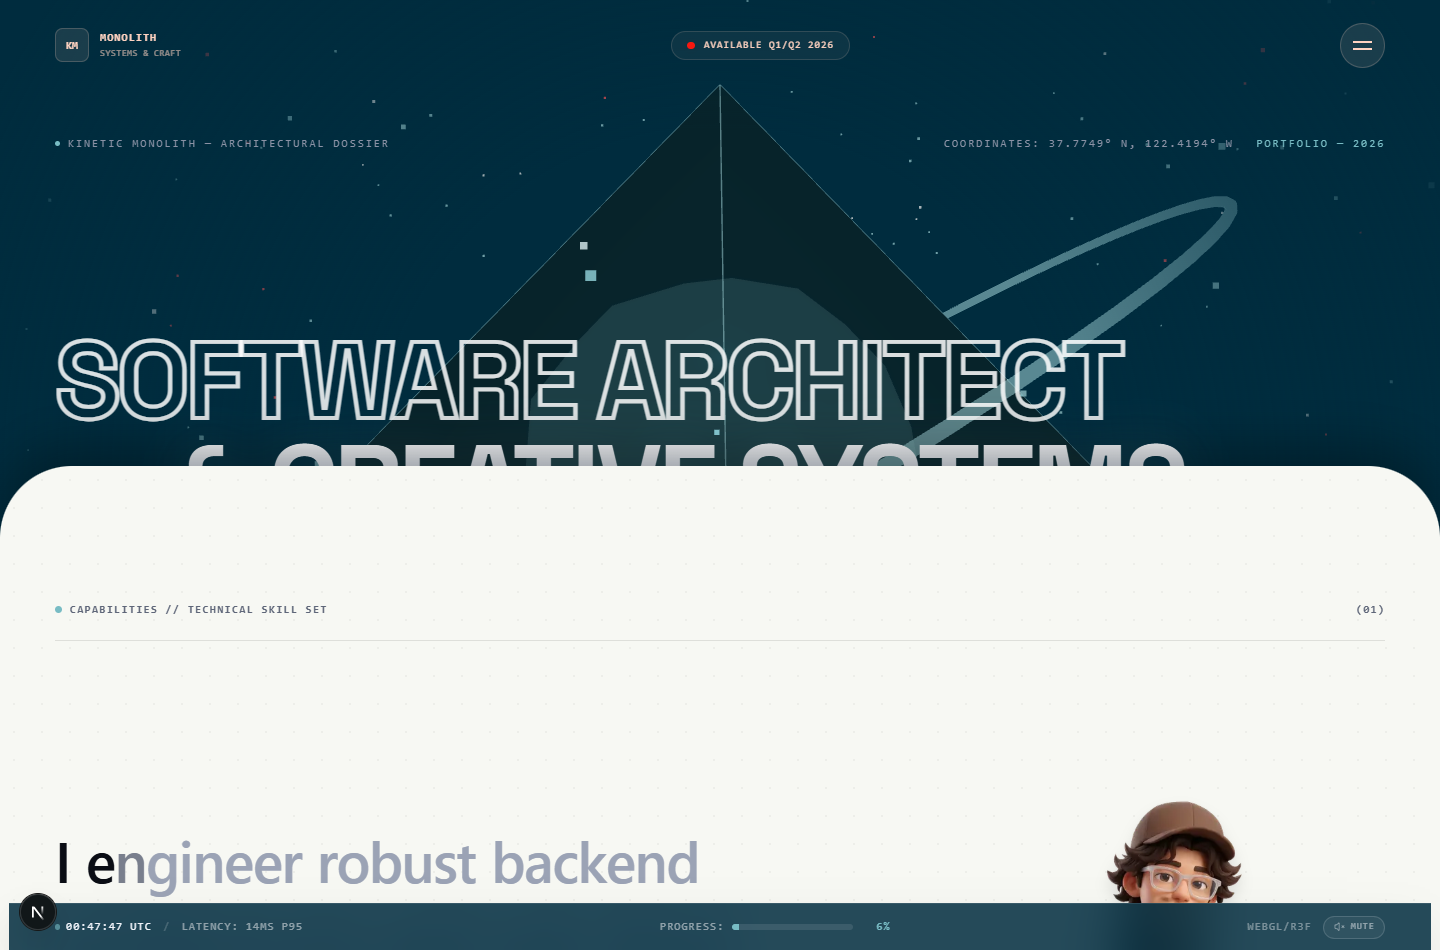 KM
MONOLITH
SYSTEMS & CRAFT
AVAILABLE Q1/Q2 2026
KINETIC MONOLITH — ARCHITECTURAL DOSSIER
COORDINATES: 37.7749° N, 122.4194° W
PORTFOLIO — 2026
SOFTWARE ARCHITECT
& CREATIVE SYSTEMS
CAPABILITIES // TECHNICAL SKILL SET
(01)
I engineer robust backend
N
00:47:47 UTC / LATENCY: 14MS P95
PROGRESS: 6%
WEBGL/R3F
MUTE